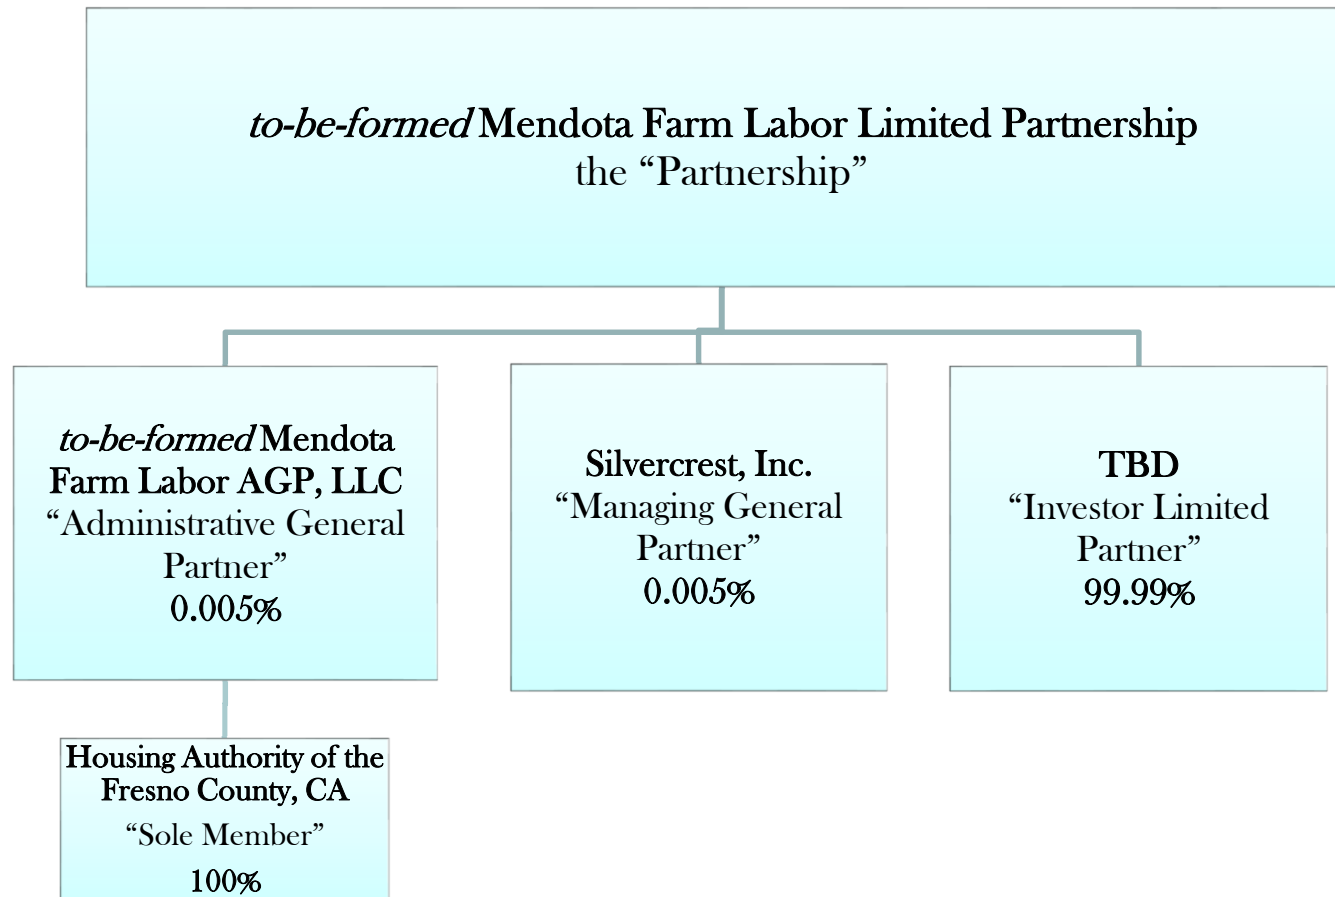 to-be-formed Mendota Farm Labor Limited Partnership
the “Partnership”
to-be-formed Mendota
Farm Labor AGP, LLC
“Administrative General
Partner”
0.005%
Silvercrest, Inc.
“Managing General
Partner”
0.005%
TBD
“Investor Limited
Partner”
99.99%
Housing Authority of the
Fresno County, CA
“Sole Member”
100%